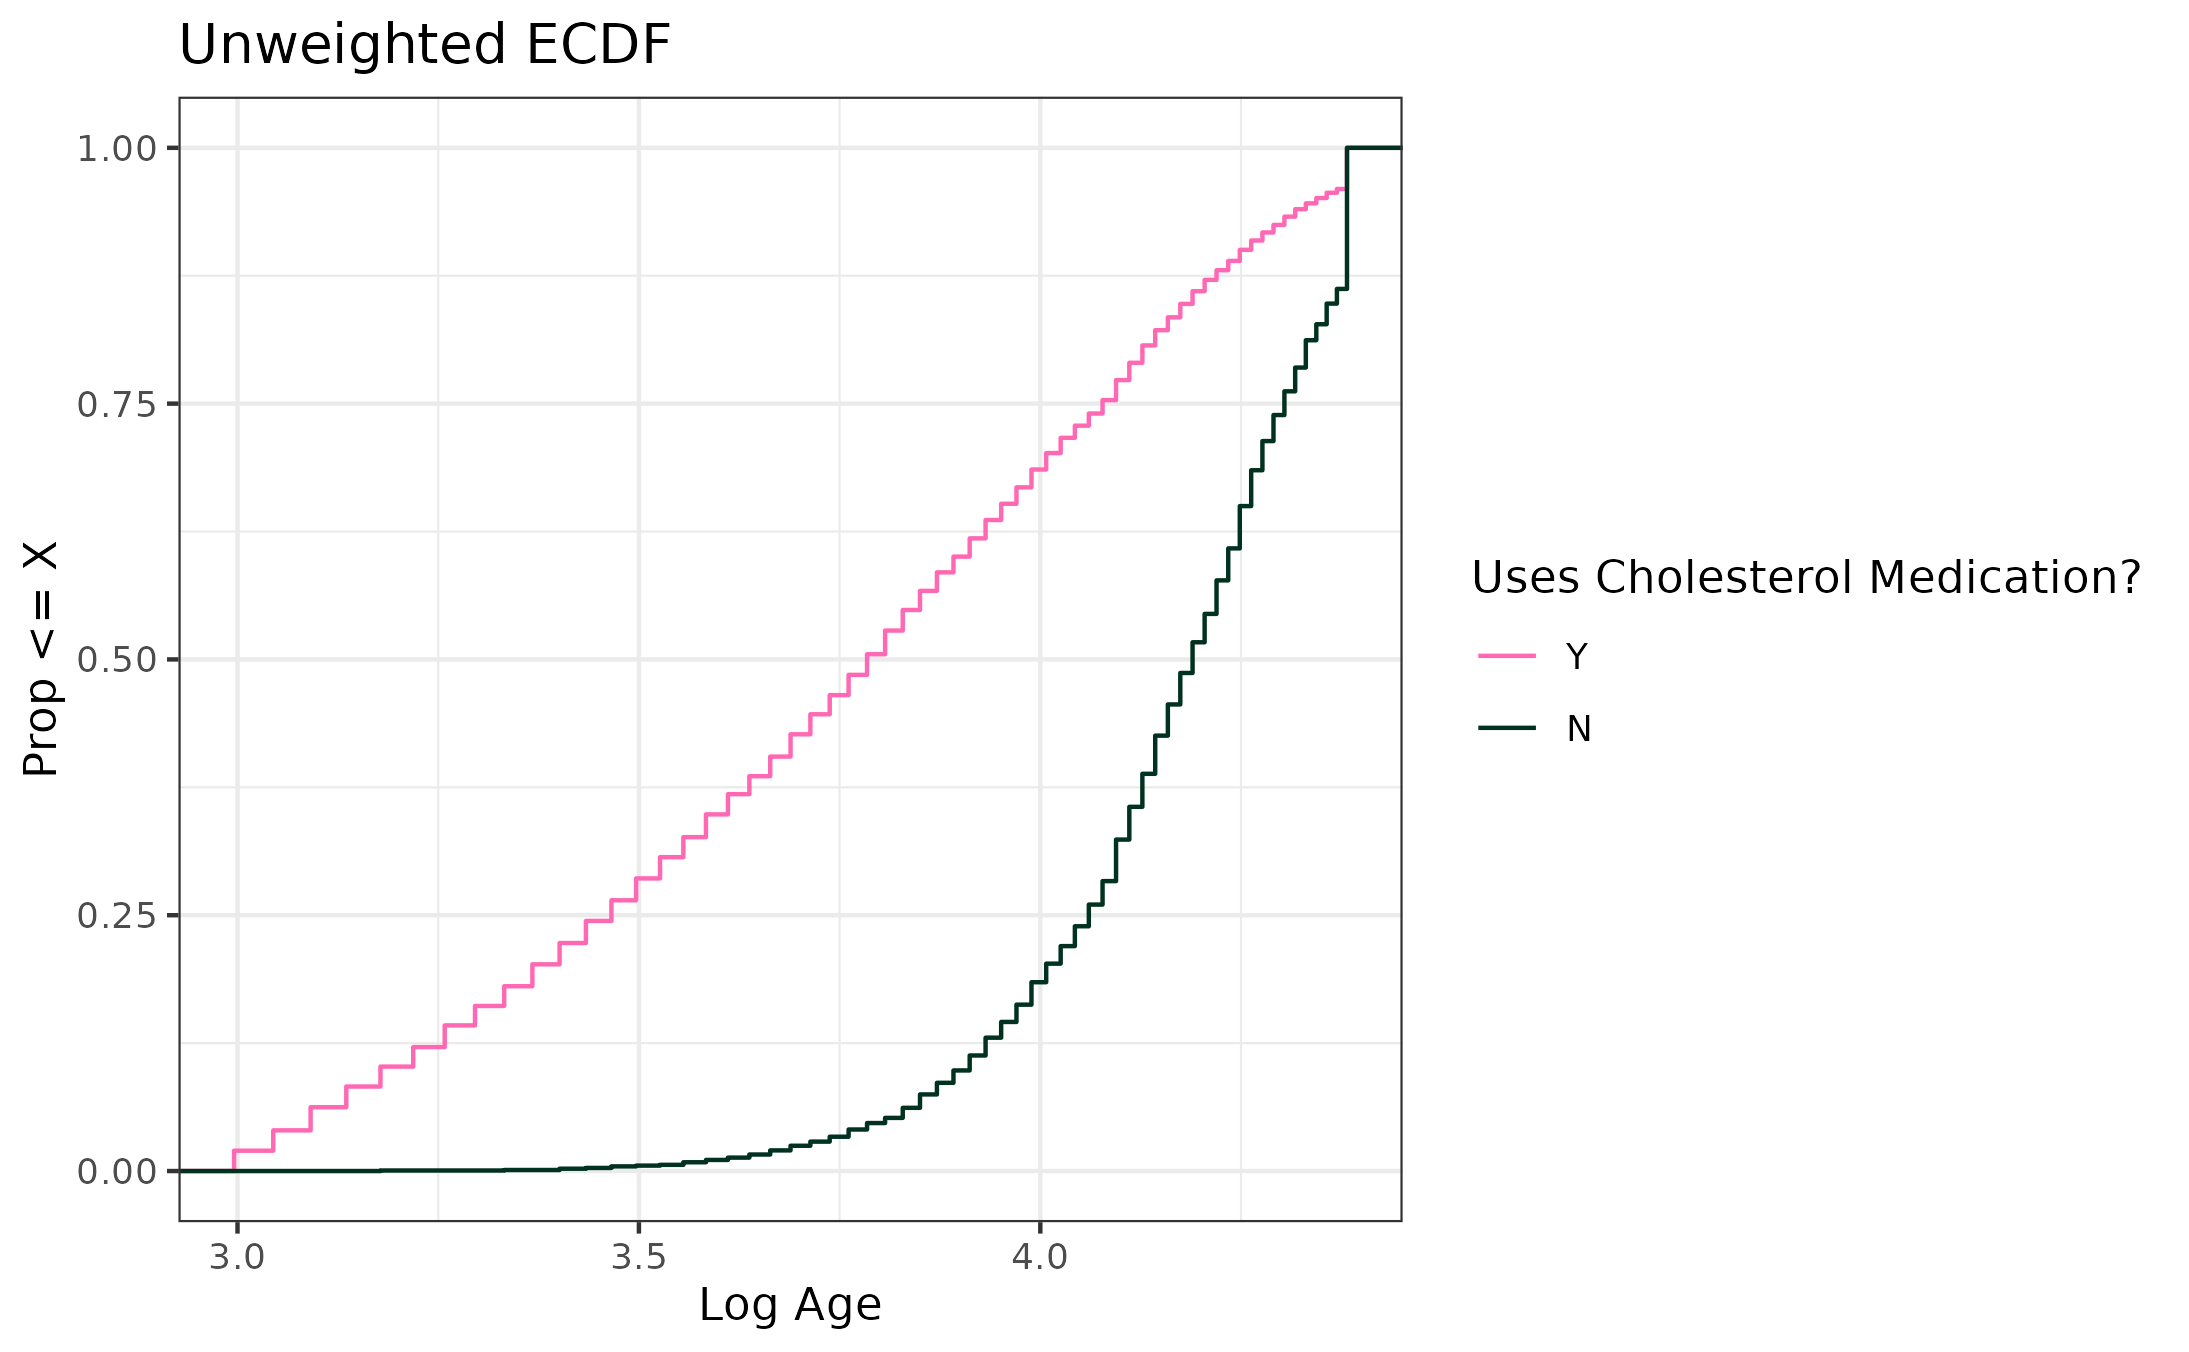 Unweighted ECDF
1.00
0.75
0.50
0.25
0.00
Prop <= X
3.0 3.5 4.0
Log Age
Uses Cholesterol Medication?
Y
N